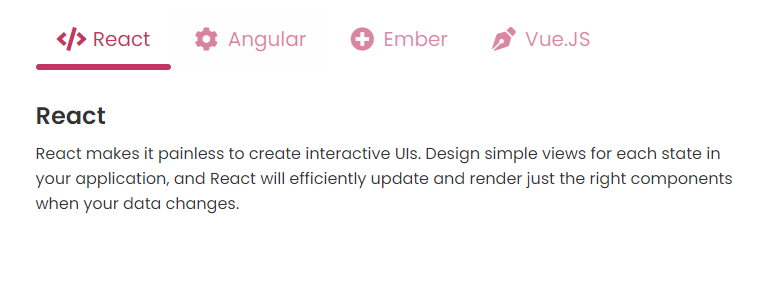 React Angular Ember Vue.JS
React
React makes it painless to create interactive UIs. Design simple views for each state in
your application, and React will efficiently update and render just the right components
when your data changes.